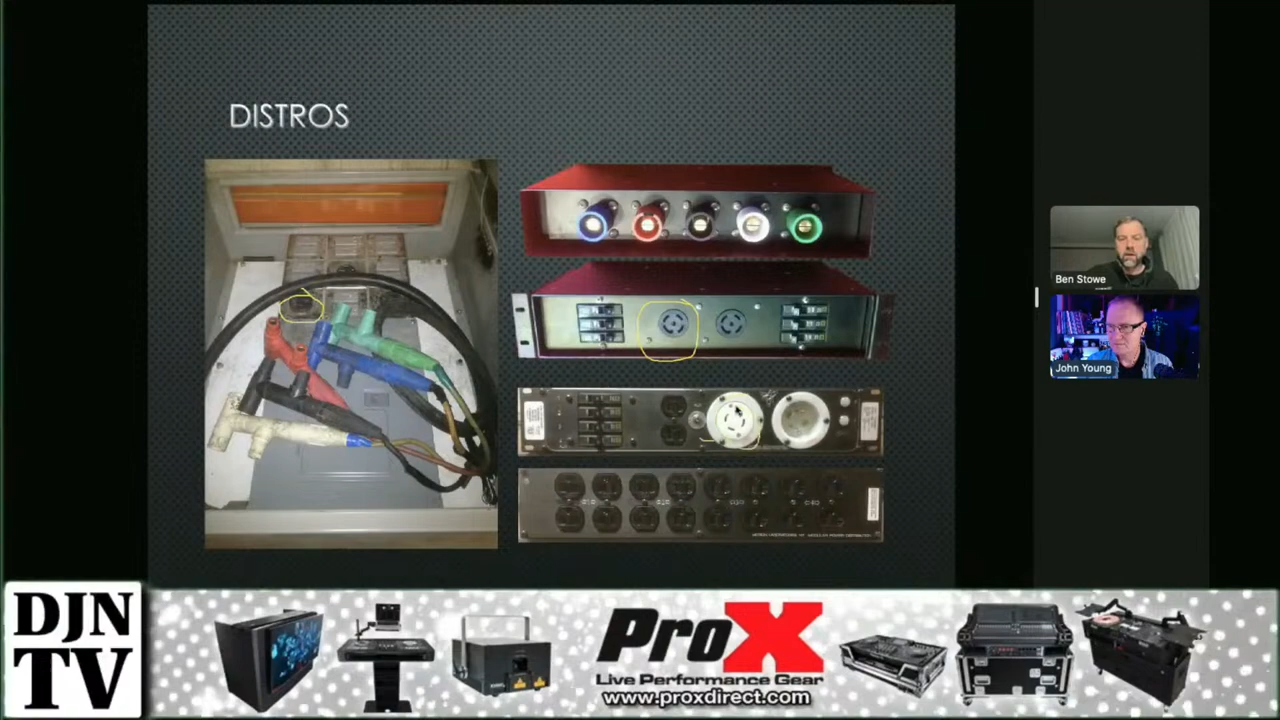 DISTROS
Ben Stowe
John Young
DJN
TV
ProX
Live Performance Gear
www.proxdirect.com